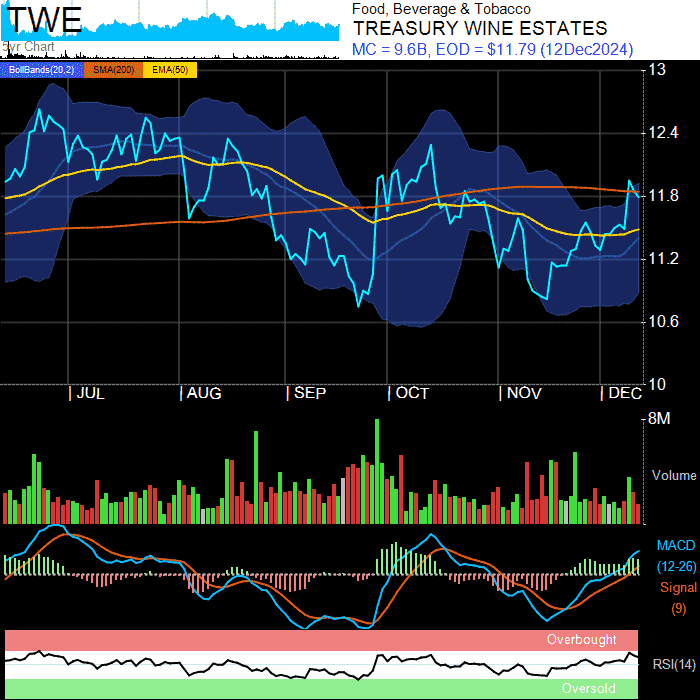 TWE
5yr Chart
Food, Beverage & Tobacco
TREASURY WINE ESTATES
MC = 9.6B, EOD = $11.79 (12Dec2024)
BollBands(20,2) SMA(200) EMA(50)
13
12.4
11.8
11.2
10.6
10
JUL AUG SEP OCT NOV DEC
8M
Volume
MACD
(12-26)
Signal
(9)
Overbought
RSI(14)
Oversold